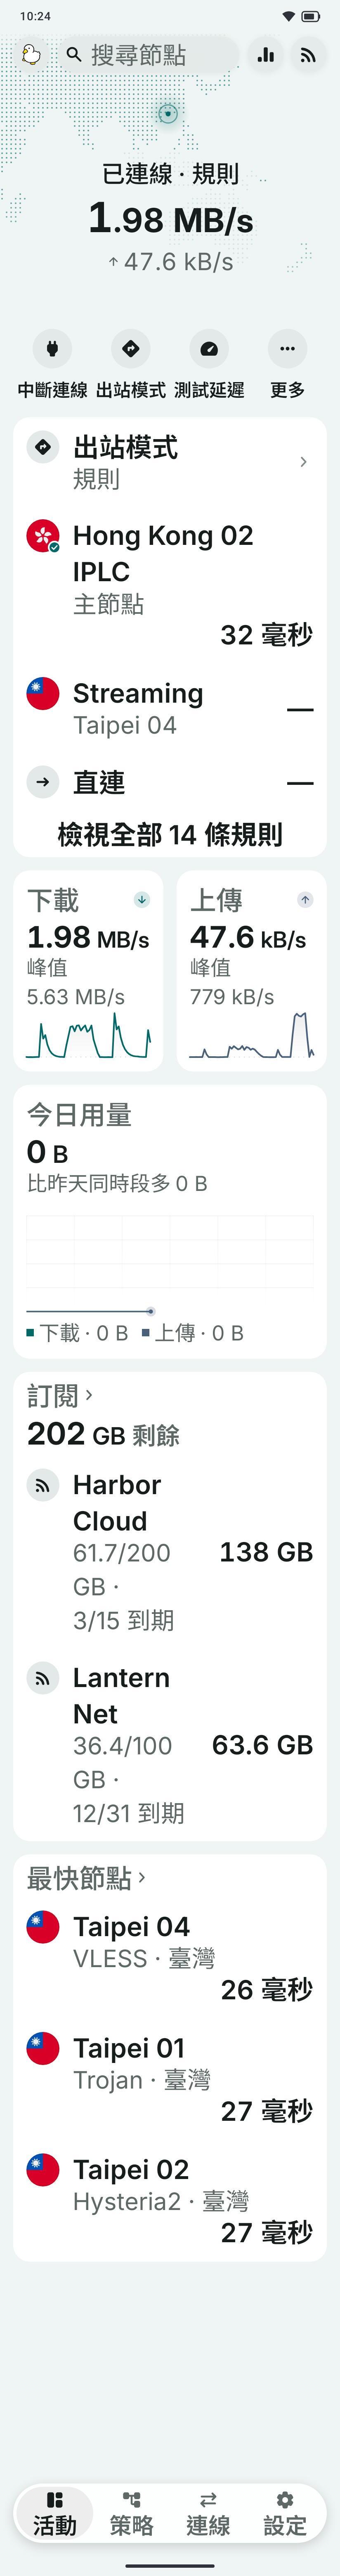 10:24
搜尋節點
已連線 · 規則
1.98 MB/s
↑ 47.6 kB/s
中斷連線 出站模式 測試延遲 更多
出站模式
規則
Hong Kong 02
IPLC
主節點
32 毫秒
Streaming
Taipei 04
—
直連
—
檢視全部 14 條規則
下載
1.98 MB/s
峰值
5.63 MB/s
上傳
47.6 kB/s
峰值
779 kB/s
今日用量
0 B
比昨天同時段多 0 B
下載 · 0 B 上傳 · 0 B
訂閱
202 GB 剩餘
Harbor
Cloud
61.7/200
GB ·
3/15 到期
138 GB
Lantern
Net
36.4/100
GB ·
12/31 到期
63.6 GB
最快節點
Taipei 04
VLESS · 臺灣
26 毫秒
Taipei 01
Trojan · 臺灣
27 毫秒
Taipei 02
Hysteria2 · 臺灣
27 毫秒
活動 策略 連線 設定